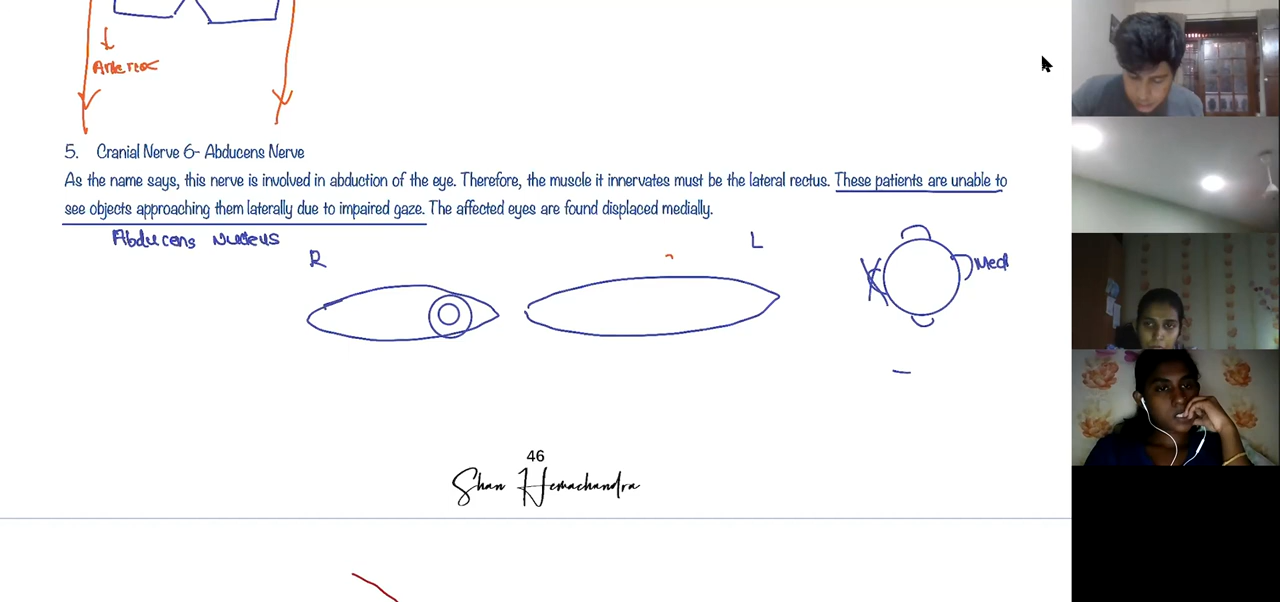 Anterior
5. Cranial Nerve 6- Abducens Nerve
As the name says, this nerve is involved in abduction of the eye. Therefore, the muscle it innervates must be the lateral rectus. These patients are unable to
see objects approaching them laterally due to impaired gaze. The affected eyes are found displaced medially.
Abducens Nucleus
R
L
Med
46
Shan Hemachandra